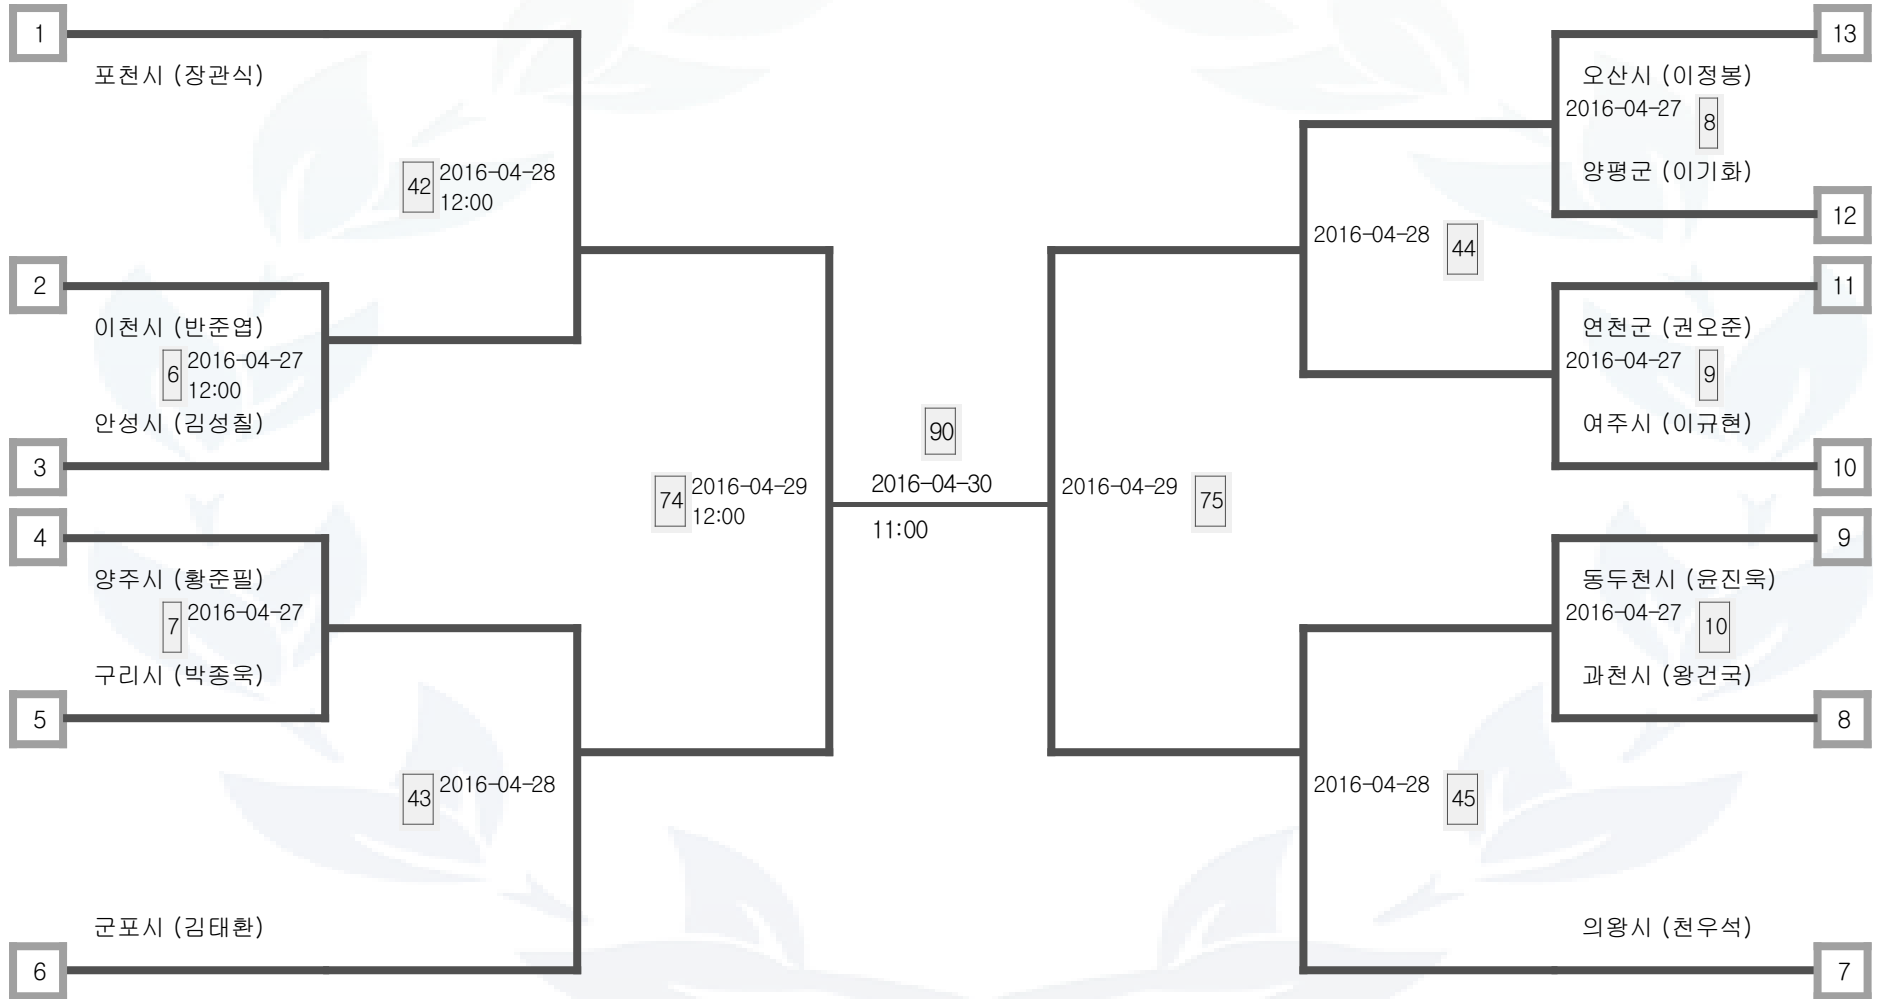 1
포천시 (장관식)
42 2016-04-28
12:00
2
이천시 (반준엽)
6 2016-04-27
12:00
안성시 (김성칠)
3
4
양주시 (황준필)
7 2016-04-27
구리시 (박종욱)
5
43 2016-04-28
군포시 (김태환)
6
74 2016-04-29
12:00
90
2016-04-30
11:00
2016-04-29 75
13
오산시 (이정봉)
2016-04-27 8
양평군 (이기화)
12
2016-04-28 44
11
연천군 (권오준)
2016-04-27 9
여주시 (이규현)
10
9
동두천시 (윤진욱)
2016-04-27 10
과천시 (왕건국)
8
2016-04-28 45
의왕시 (천우석)
7